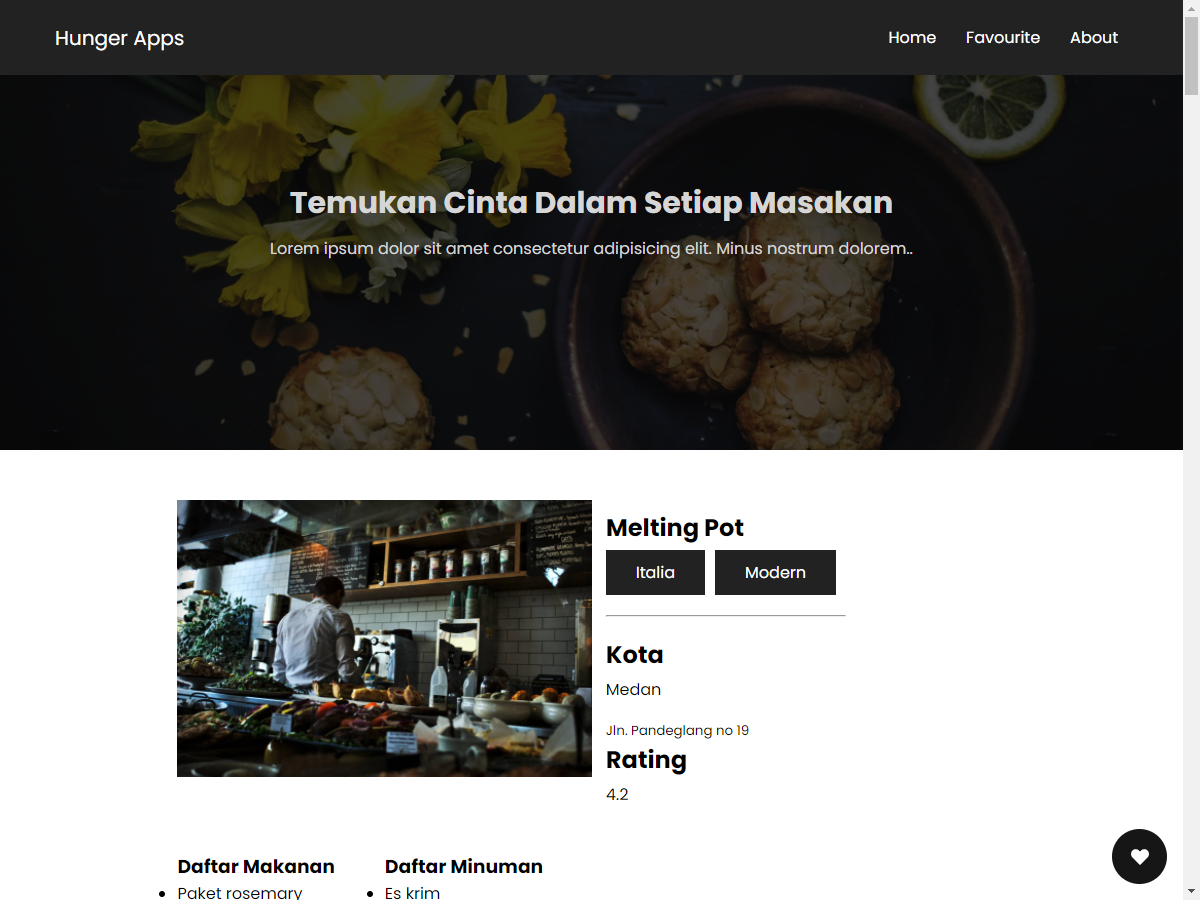 Hunger Apps
Home Favourite About
Temukan Cinta Dalam Setiap Masakan
Lorem ipsum dolor sit amet consectetur adipisicing elit. Minus nostrum dolorem..
Melting Pot
Italia Modern
Kota
Medan
Jln. Pandeglang no 19
Rating
4.2
Daftar Makanan
Paket rosemary
Daftar Minuman
Es krim